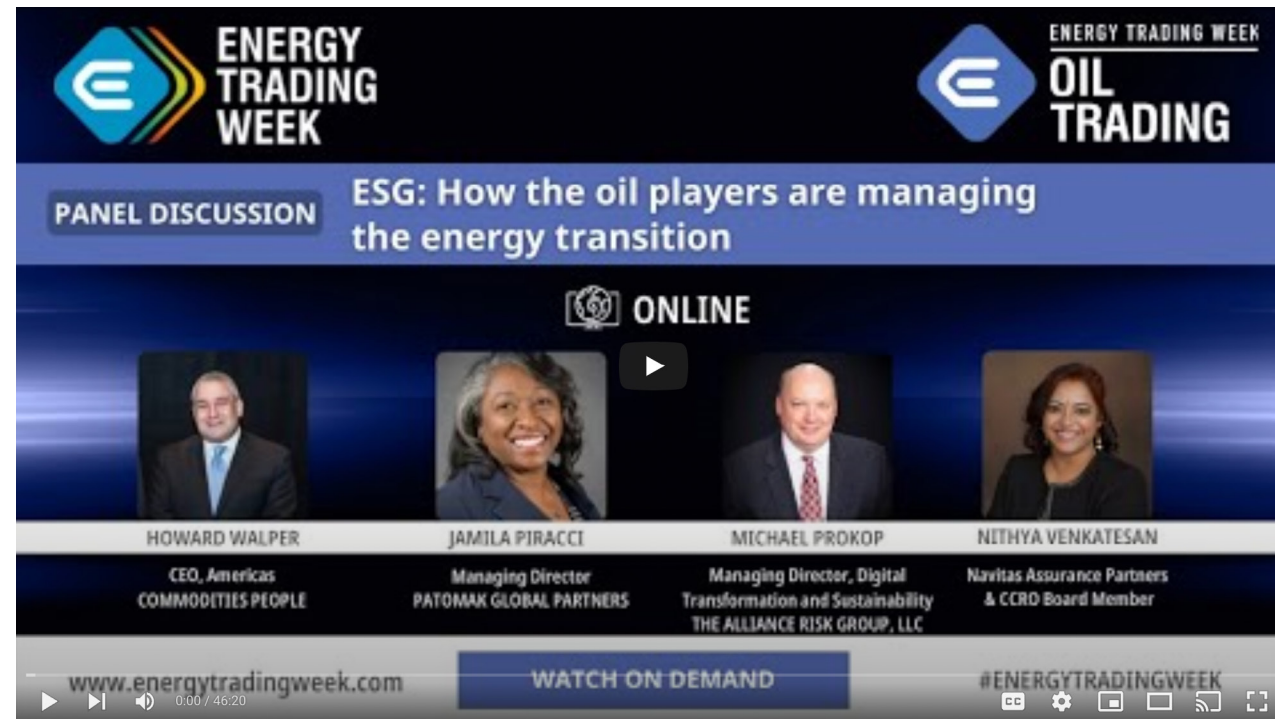 ENERGY
TRADING
WEEK
ENERGY TRADING WEEK
OIL
TRADING
PANEL DISCUSSION
ESG: How the oil players are managing
the energy transition
ONLINE
HOWARD WALPER
CEO, Americas
COMMODITIES PEOPLE
JAMILA PIRACCI
Managing Director
PATOMAK GLOBAL PARTNERS
MICHAEL PROKOP
Managing Director, Digital
Transformation and Sustainability
THE ALLIANCE RISK GROUP, LLC
NITHYA VENKATESAN
Navitas Assurance Partners
& CCRO Board Member
www.energytradingweek.com
WATCH ON DEMAND
#ENERGYTRADINGWEEK
0:00 / 46:20
CC